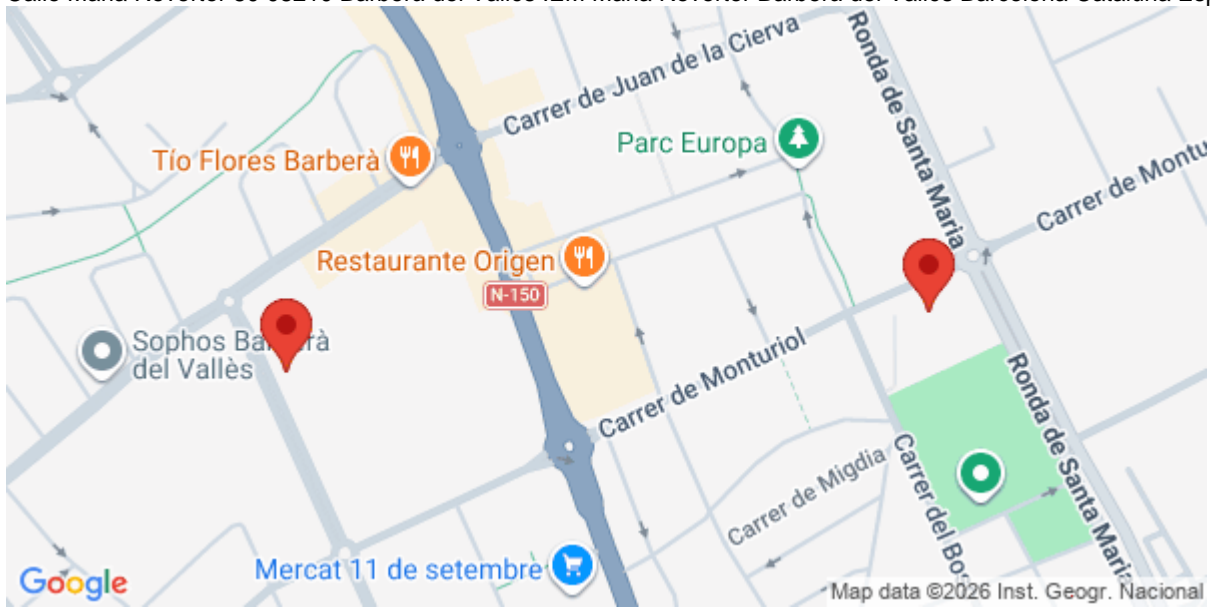 Carrer de Juan de la Cierva
Ronda de Santa Maria
Tío Flores Barberà
Parc Europa
Carrer de Montu
Restaurante Origen
N-150
Sophos Barberà
del Vallès
Carrer de Monturiol
Ronda de Santa Maria
Carrer de Migdia
Carrer del Bos
Mercat 11 de setembre
Google
Map data ©2026 Inst. Geogr. Nacional